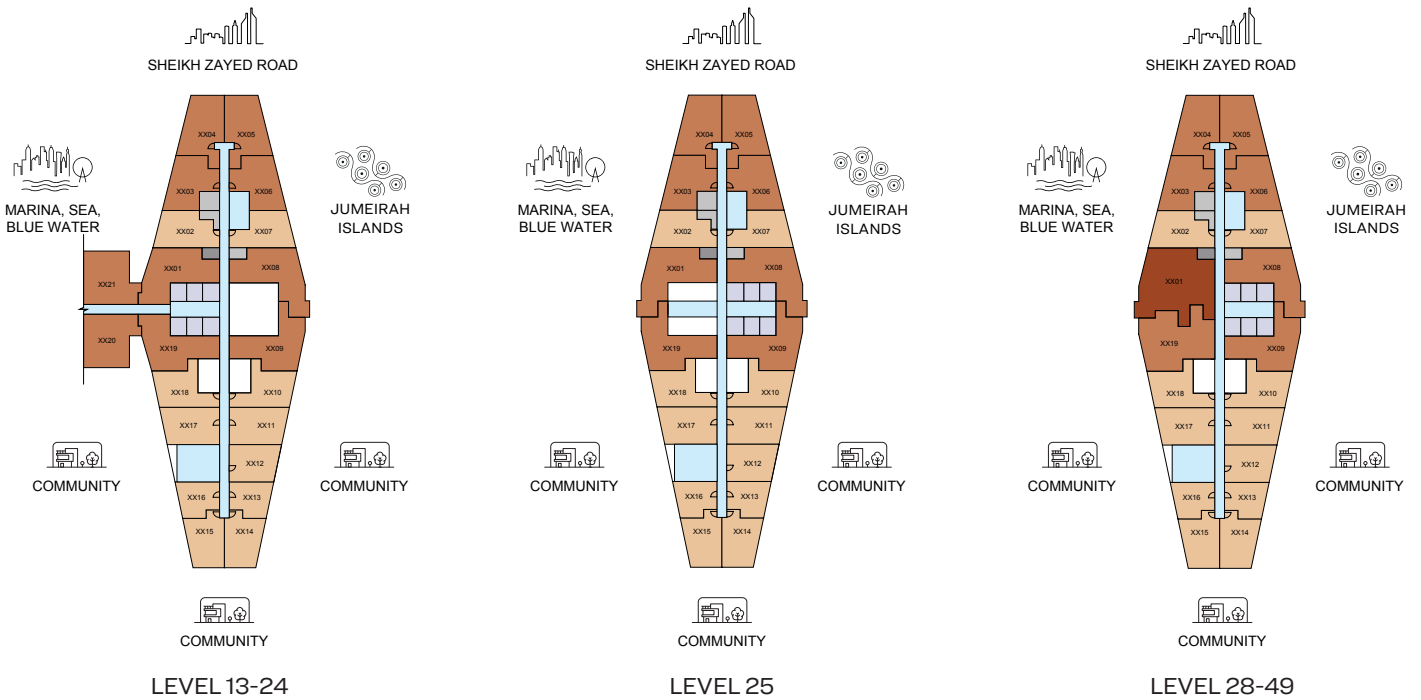 SHEIKH ZAYED ROAD
XX04 XX05
MARINA, SEA,
BLUE WATER
JUMEIRAH
ISLANDS
XX03 XX06
XX02 XX07
XX01 XX08
XX21
XX20
XX19 XX09
XX18 XX10
XX17 XX11
XX12
XX16 XX13
XX15 XX14
COMMUNITY
COMMUNITY
COMMUNITY
LEVEL 13-24
SHEIKH ZAYED ROAD
XX04 XX05
MARINA, SEA,
BLUE WATER
JUMEIRAH
ISLANDS
XX03 XX06
XX02 XX07
XX01 XX08
XX19 XX09
XX18 XX10
XX17 XX11
XX12
XX16 XX13
XX15 XX14
COMMUNITY
COMMUNITY
COMMUNITY
LEVEL 25
SHEIKH ZAYED ROAD
XX04 XX05
MARINA, SEA,
BLUE WATER
JUMEIRAH
ISLANDS
XX03 XX06
XX02 XX07
XX01 XX08
XX19 XX09
XX18 XX10
XX17 XX11
XX12
XX16 XX13
XX15 XX14
COMMUNITY
COMMUNITY
COMMUNITY
LEVEL 28-49